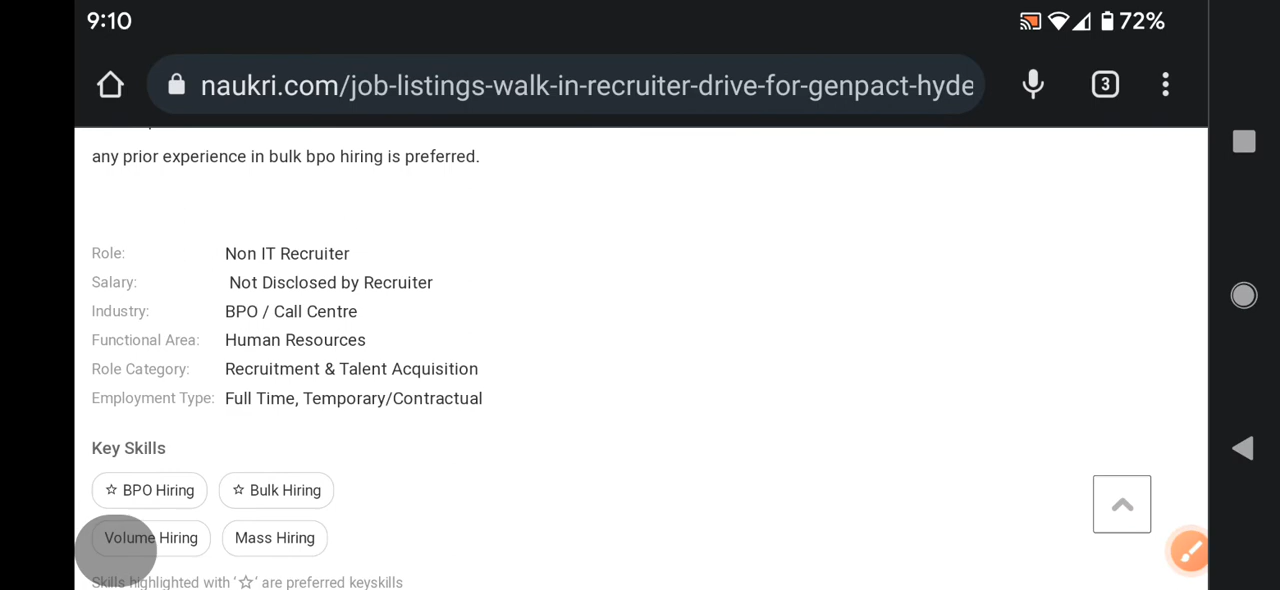 9:10
72%
naukri.com/job-listings-walk-in-recruiter-drive-for-genpact-hyde
3
any prior experience in bulk bpo hiring is preferred.
Role: Non IT Recruiter
Salary: Not Disclosed by Recruiter
Industry: BPO / Call Centre
Functional Area: Human Resources
Role Category: Recruitment & Talent Acquisition
Employment Type: Full Time, Temporary/Contractual
Key Skills
☆ BPO Hiring ☆ Bulk Hiring
Volume Hiring Mass Hiring
Skills highlighted with ‘☆’ are preferred keyskills